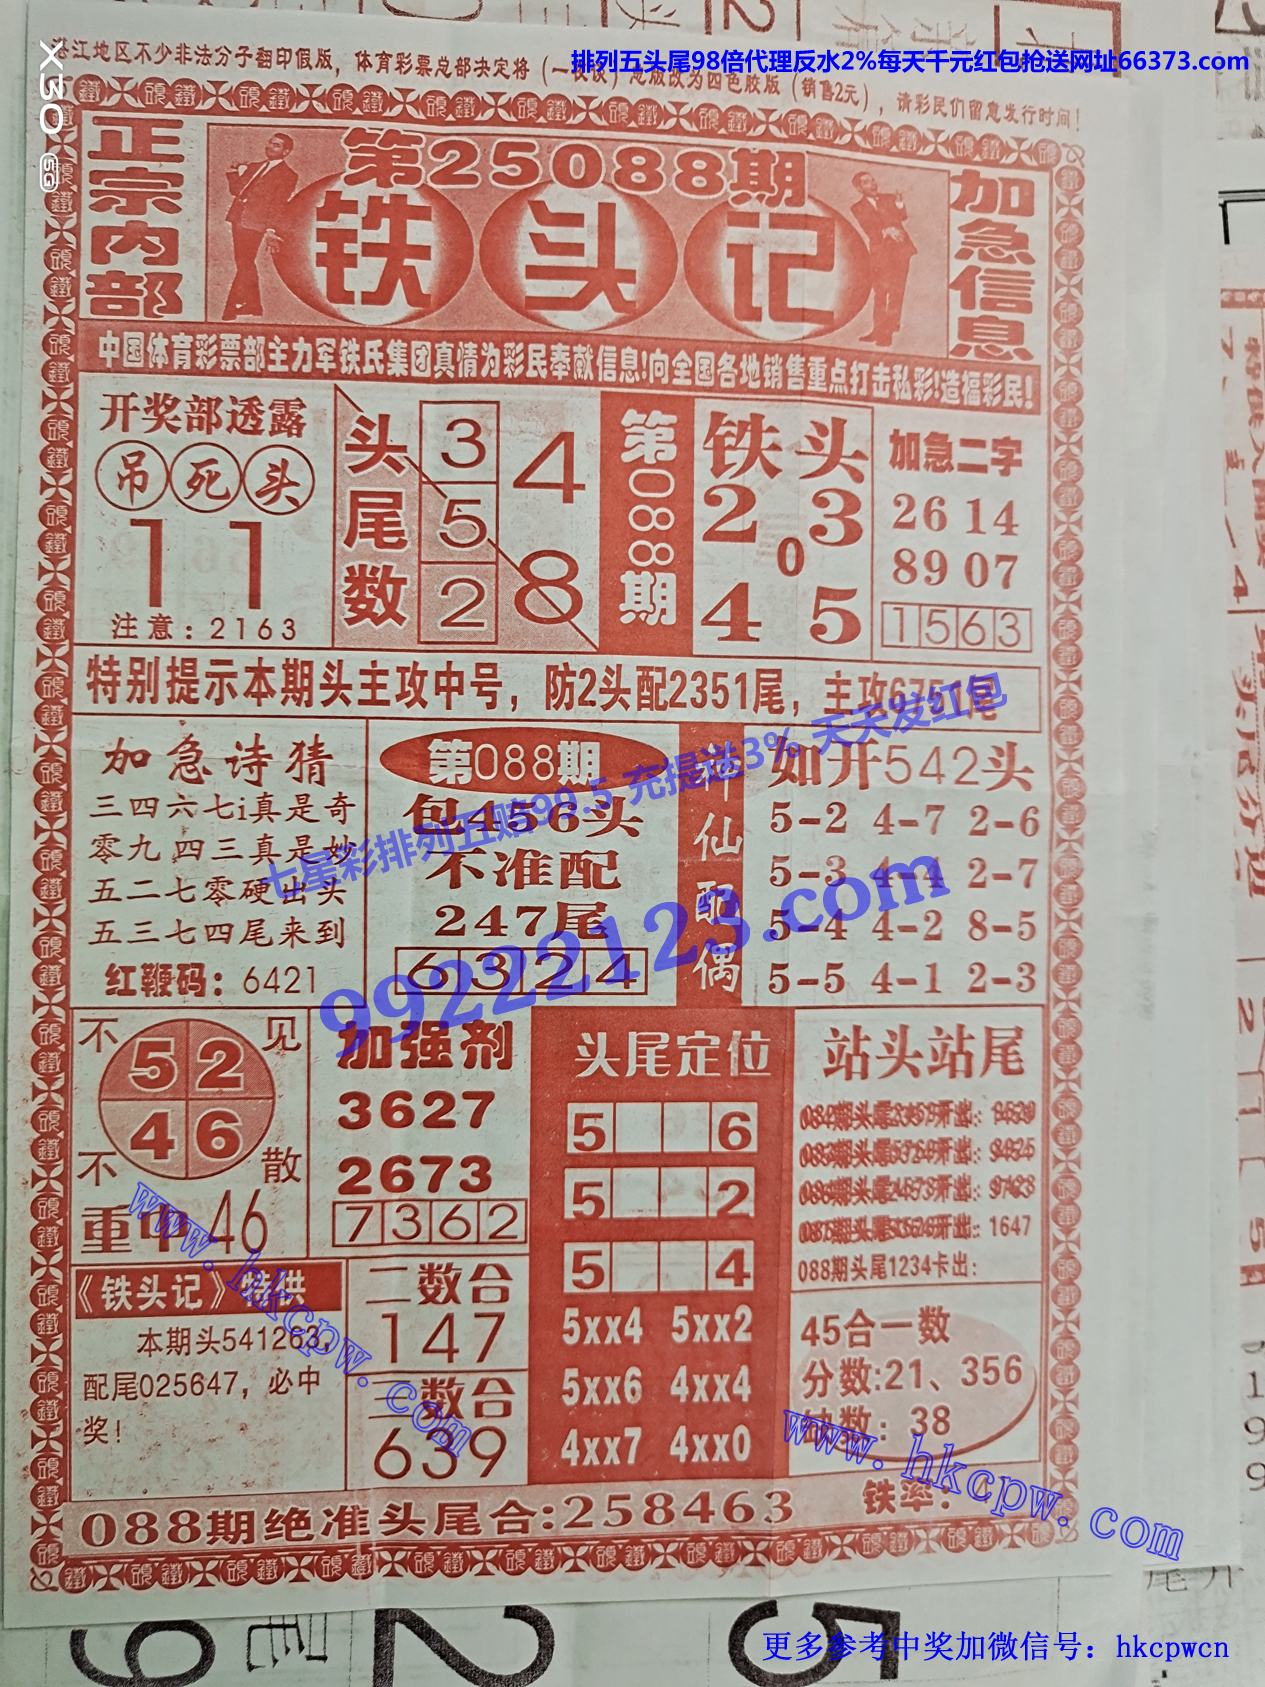 湛江地区不少非法分子翻印假版，体育彩票总部决定将
改为四色胶版（销售2元），请彩民们留意发行时间！
排列五头尾98倍代理反水2%每天千元红包抢送网址66373.com
X30 5G
正宗内部
第25088期
铁头记
加急信息
中国体育彩票部主力军铁氏集团真情为彩民奉献信息!向全国各地销售重点打击私彩!造福彩民!
开奖部透露
吊死头
11
注意：2163
头尾数
3
5
2
4
8
第088期
铁头
2 3
0
4 5
加急二字
26 14
89 07
1563
特别提示本期头主攻中号，防2头配2351尾，主攻6751尾
加急诗猜
三四六七i真是奇
零九四三真是妙
五二七零硬出头
五三七四尾来到
红鞭码：6421
第088期
包456头
不准配
247尾
6324
神仙配偶
如开542头
5-2 4-7 2-6
5-3 4-4 2-7
5-4 4-2 8-5
5-5 4-1 2-3
七星彩排列五赔99.5 充提送3% 天天发红包
99222123.com
不见不散
5 2
4 6
重中46
加强剂
3627
2673
7362
头尾定位
5 6
5 2
5 4
5xx4 5xx2
5xx6 4xx4
4xx7 4xx0
站头站尾
1647
088期头尾1234卡出：
《铁头记》特供
本期头541263，
配尾025647，必中
奖！
二数合
147
三数合
639
45合一数
分数:21、356
缺数：38
www.hkcpw.com
www.hkcpw.com
088期绝准头尾合:258463
铁率：
更多参考中奖加微信号：hkcpwcn